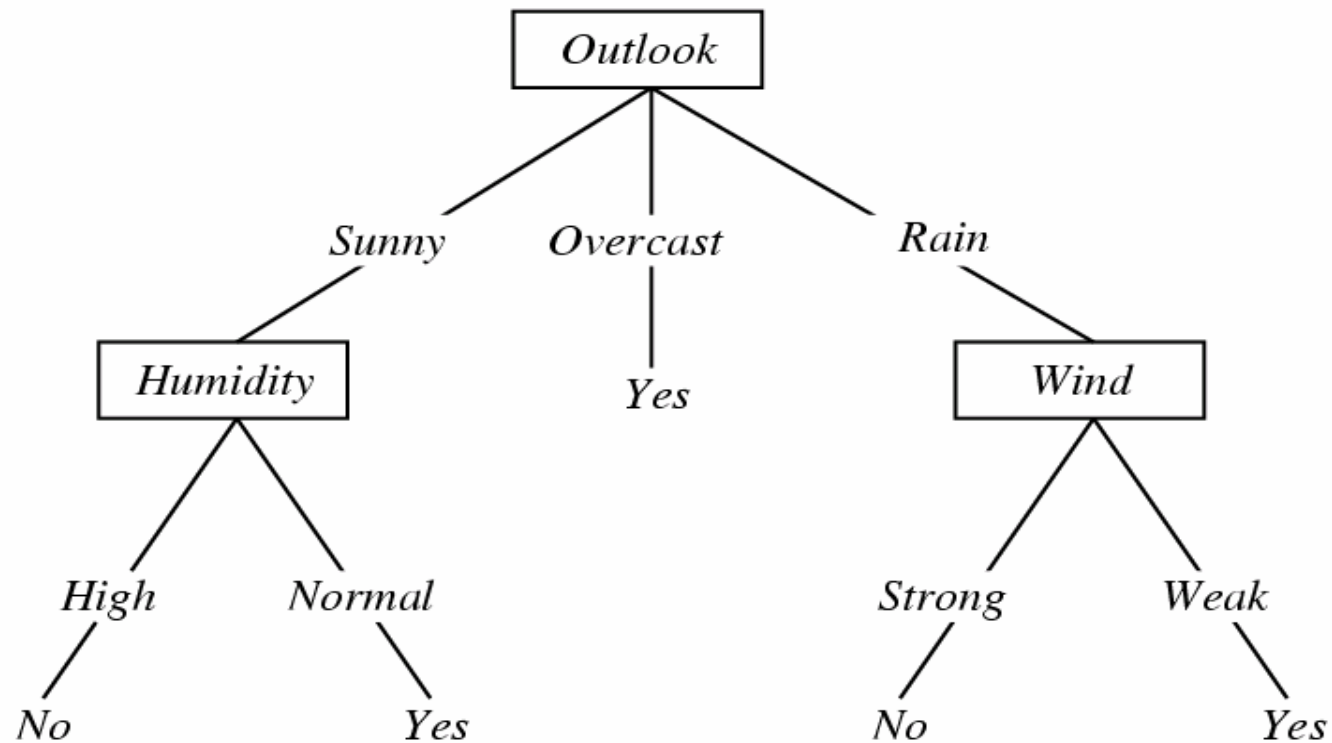 Outlook
Sunny Overcast Rain
Humidity Yes Wind
High Normal Strong Weak
No Yes No Yes